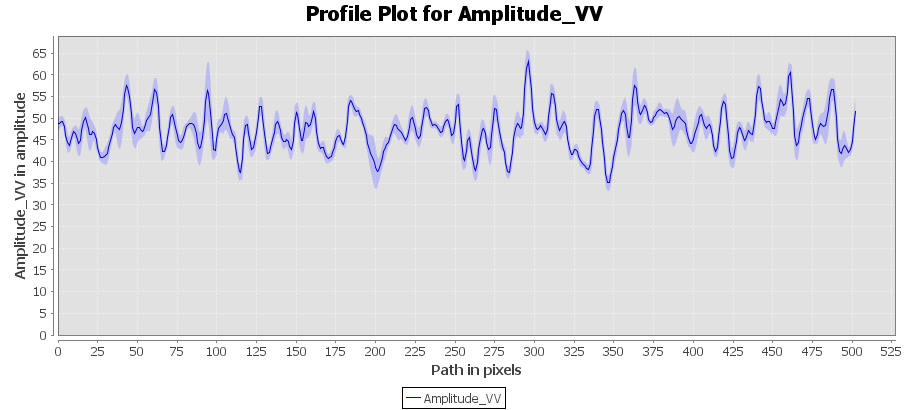 Profile Plot for Amplitude_VV
Amplitude_VV in amplitude
65
60
55
50
45
40
35
30
25
20
15
10
5
0
0 25 50 75 100 125 150 175 200 225 250 275 300 325 350 375 400 425 450 475 500 525
Path in pixels
Amplitude_VV